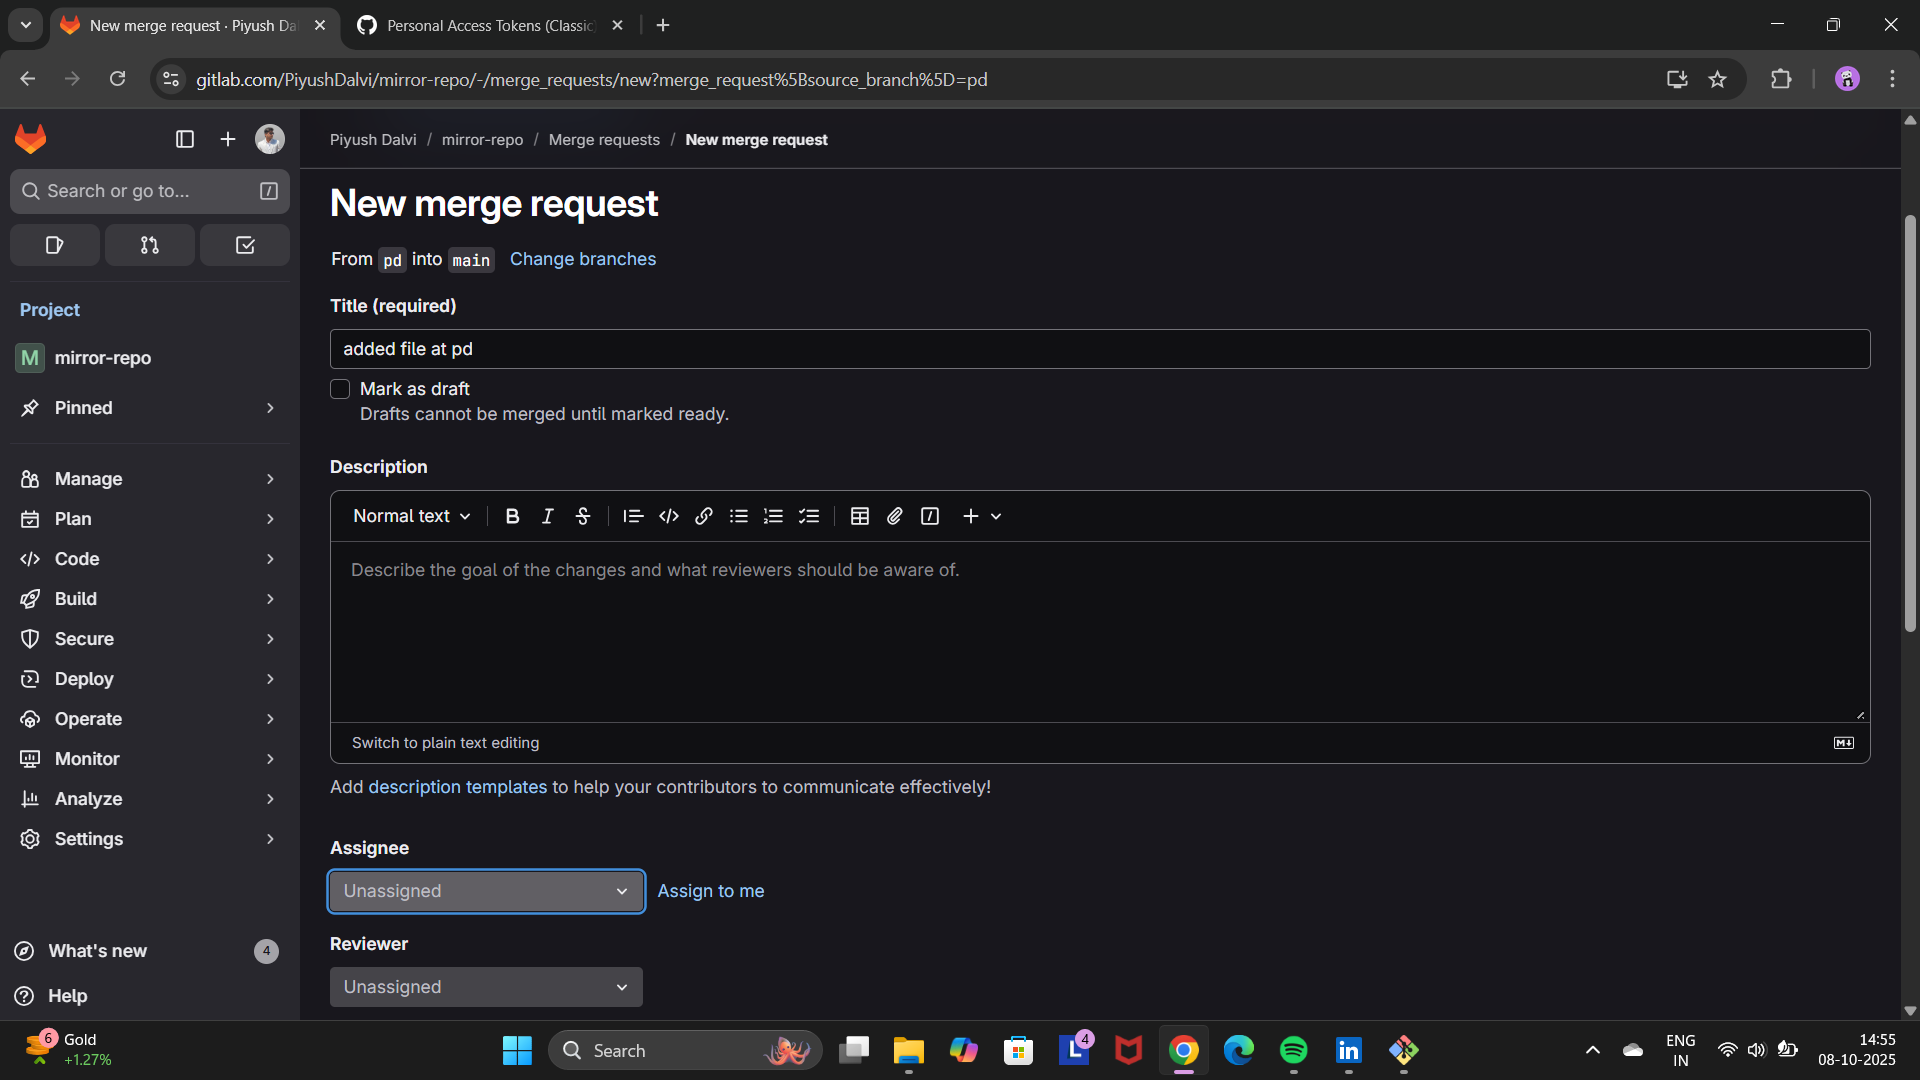 New merge request · Piyush Da
Personal Access Tokens (Classic
gitlab.com/PiyushDalvi/mirror-repo/-/merge_requests/new?merge_request%5Bsource_branch%5D=pd
Search or go to...
Project
M mirror-repo
Pinned
Manage
Plan
Code
Build
Secure
Deploy
Operate
Monitor
Analyze
Settings
What's new 4
Help
Piyush Dalvi / mirror-repo / Merge requests / New merge request
New merge request
From pd into main Change branches
Title (required)
added file at pd
Mark as draft
Drafts cannot be merged until marked ready.
Description
Normal text
Describe the goal of the changes and what reviewers should be aware of.
Switch to plain text editing
Add description templates to help your contributors to communicate effectively!
Assignee
Unassigned Assign to me
Reviewer
Unassigned
6 Gold
+1.27%
Search
L 4
in
ENG
IN
14:55
08-10-2025